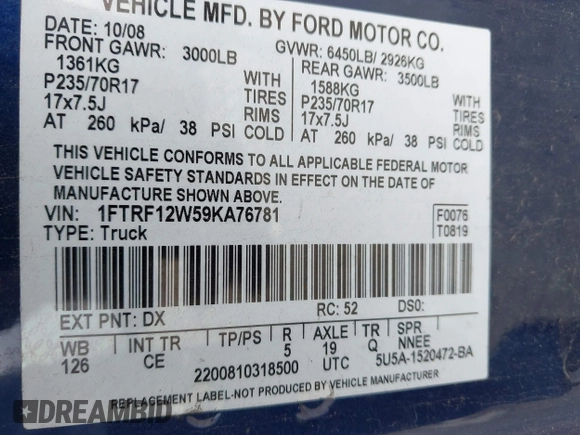 VEHICLE MFD. BY FORD MOTOR CO.
DATE: 10/08 GVWR: 6450LB/ 2926KG
FRONT GAWR: 3000LB REAR GAWR: 3500LB
1361KG WITH 1588KG WITH
P235/70R17 TIRES P235/70R17 TIRES
17x7.5J RIMS 17x7.5J RIMS
AT 260 kPa/ 38 PSI COLD AT 260 kPa/ 38 PSI COLD
THIS VEHICLE CONFORMS TO ALL APPLICABLE FEDERAL MOTOR
VEHICLE SAFETY STANDARDS IN EFFECT ON THE DATE OF
MANUFACTURE SHOWN ABOVE.
VIN: 1FTRF12W59KA76781 F0076
TYPE: Truck T0819
EXT PNT: DX RC: 52 DSO:
WB INT TR TP/PS R AXLE TR SPR
126 CE 5 19 Q NNEE
2200810318500 UTC 5U5A-1520472-BA
REPLACEMENT LABEL-NOT PRODUCED BY VEHICLE MANUFACTURER
DREAMBID